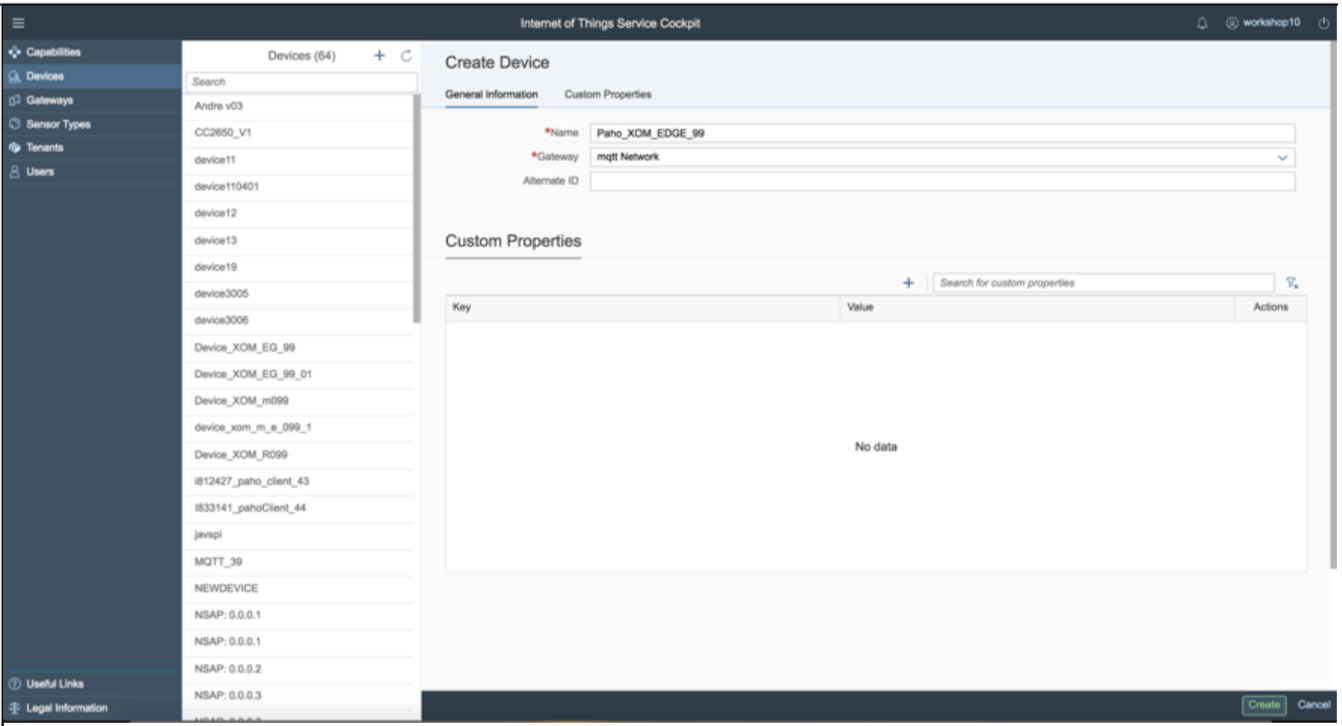 Internet of Things Service Cockpit
workshop10
Capabilities
Devices
Gateways
Sensor Types
Tenants
Users
Useful Links
Legal Information
Devices (64)
Search
Andre v03
CC2650_V1
device11
device110401
device12
device13
device19
device3005
device3006
Device_XOM_EG_99
Device_XOM_EG_99_01
Device_XOM_m099
device_xom_m_e_099_1
Device_XOM_R099
i812427_paho_client_43
I833141_pahoClient_44
javspi
MQTT_39
NEWDEVICE
NSAP: 0.0.0.1
NSAP: 0.0.0.1
NSAP: 0.0.0.2
NSAP: 0.0.0.3
Create Device
General Information Custom Properties
*Name Paho_XOM_EDGE_99
*Gateway mqtt Network
Alternate ID
Custom Properties
Search for custom properties
Key Value Actions
No data
Create Cancel